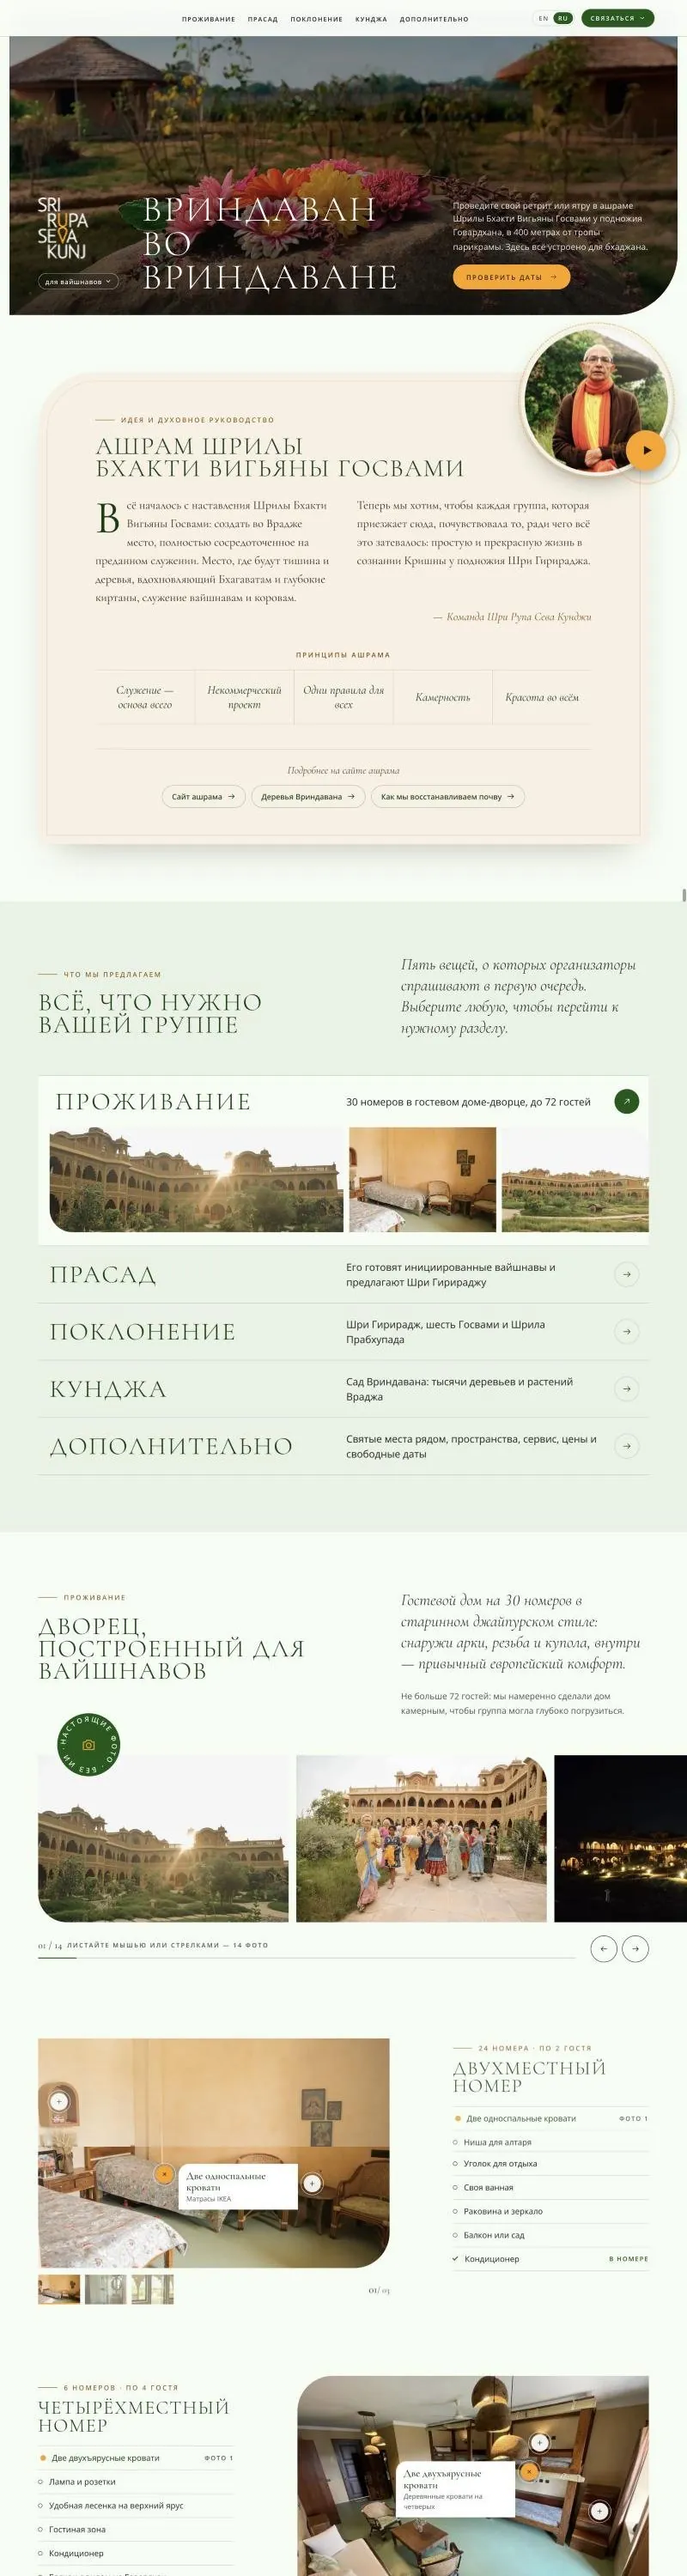 ПРОЖИВАНИЕ ПРАСАД ПОКЛОНЕНИЕ КУНДЖА ДОПОЛНИТЕЛЬНО
EN RU
СВЯЗАТЬСЯ
SRI
RUPA
SEVA
KUNJ
для вайшнавов
ВРИНДАВАН
ВО
ВРИНДАВАНЕ
Проведите свой ретрит или ятру в ашраме
Шрилы Бхакти Вигьяны Госвами у подножия
Говардхана, в 400 метрах от тропы
парикрамы. Здесь всё устроено для бхаджана.
ПРОВЕРИТЬ ДАТЫ →
ИДЕЯ И ДУХОВНОЕ РУКОВОДСТВО
АШРАМ ШРИЛЫ
БХАКТИ ВИГЬЯНЫ ГОСВАМИ
Всё началось с наставления Шрилы Бхакти
Вигьяны Госвами: создать во Врадже
место, полностью сосредоточенное на
преданном служении. Место, где будут тишина и
деревья, вдохновляющий Бхагаватам и глубокие
киртаны, служение вайшнавам и коровам.
Теперь мы хотим, чтобы каждая группа, которая
приезжает сюда, почувствовала то, ради чего всё
это затевалось: простую и прекрасную жизнь в
сознании Кришны у подножия Шри Гирираджа.
— Команда Шри Рупа Сева Кунджи
ПРИНЦИПЫ АШРАМА
Служение —
основа всего
Некоммерческий
проект
Одни правила для
всех
Камерность
Красота во всём
Подробнее на сайте ашрама
Сайт ашрама →
Деревья Вриндавана →
Как мы восстанавливаем почву →
ЧТО МЫ ПРЕДЛАГАЕМ
ВСЁ, ЧТО НУЖНО
ВАШЕЙ ГРУППЕ
Пять вещей, о которых организаторы
спрашивают в первую очередь.
Выберите любую, чтобы перейти к
нужному разделу.
ПРОЖИВАНИЕ
30 номеров в гостевом доме-дворце, до 72 гостей
ПРАСАД
Его готовят инициированные вайшнавы и
предлагают Шри Гирираджу
ПОКЛОНЕНИЕ
Шри Гирирадж, шесть Госвами и Шрила
Прабхупада
КУНДЖА
Сад Вриндавана: тысячи деревьев и растений
Враджа
ДОПОЛНИТЕЛЬНО
Святые места рядом, пространства, сервис, цены и
свободные даты
ПРОЖИВАНИЕ
ДВОРЕЦ,
ПОСТРОЕННЫЙ ДЛЯ
ВАЙШНАВОВ
Гостевой дом на 30 номеров в
старинном джайпурском стиле:
снаружи арки, резьба и купола, внутри
— привычный европейский комфорт.
Не больше 72 гостей: мы намеренно сделали дом
камерным, чтобы группа могла глубоко погрузиться.
НАСТОЯЩИЕ ФОТО · БЕЗ ИИ ·
01 / 14 ЛИСТАЙТЕ МЫШЬЮ ИЛИ СТРЕЛКАМИ — 14 ФОТО
Две односпальные
кровати
Матрасы IKEA
01 / 03
24 НОМЕРА · ПО 2 ГОСТЯ
ДВУХМЕСТНЫЙ
НОМЕР
Две односпальные кровати ФОТО 1
Ниша для алтаря
Уголок для отдыха
Своя ванная
Раковина и зеркало
Балкон или сад
Кондиционер В НОМЕРЕ
6 НОМЕРОВ · ПО 4 ГОСТЯ
ЧЕТЫРЁХМЕСТНЫЙ
НОМЕР
Две двухъярусные кровати ФОТО 1
Лампа и розетки
Удобная лесенка на верхний ярус
Гостиная зона
Кондиционер
Две двухъярусные
кровати
Деревянные кровати на
четверых